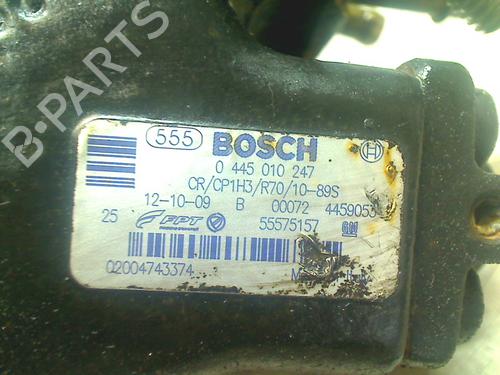 B-PARTS
555 BOSCH
0 445 010 247
CR/CP1H3/R70/10-89S
12-10-09 B 00072 4459053
25 FPT 55575157 GM
02004743374